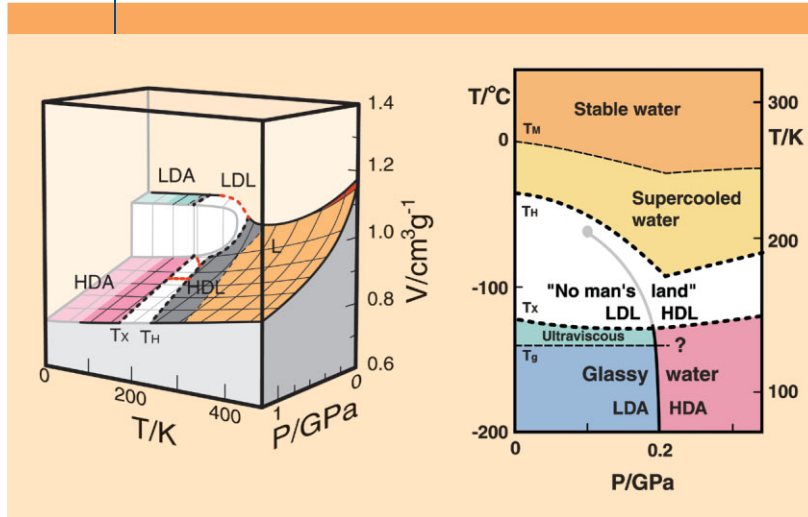 LDA
LDL
L
HDA
HDL
Tx TH
0
200
400
T/K
1
0
P/GPa
1.4
1.2
1.0
0.8
0.6
V/cm³g⁻¹
T/°C
0
-100
-200
Stable water
TM
Supercooled
water
TH
"No man's land"
LDL HDL
Tx
Ultraviscous
?
Tg
Glassy water
LDA HDA
300
T/K
200
100
0
0.2
P/GPa